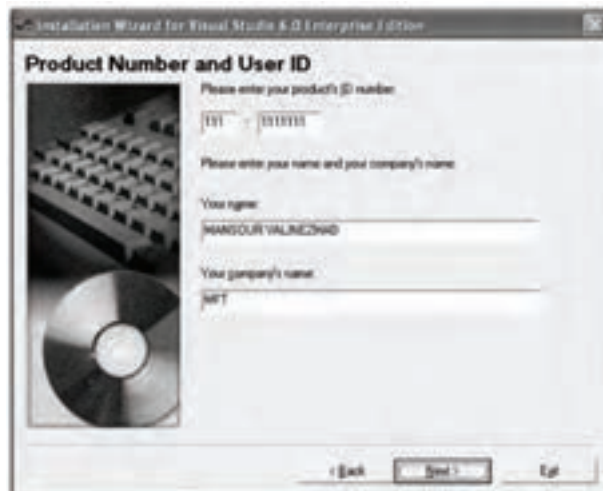 Installation Wizard for Visual Studio 6.0 Enterprise Edition
Product Number and User ID
Please enter your product's ID number:
111 - 1111111
Please enter your name and your company's name:
Your name:
MANSOUR VALINEZHAD
Your company's name:
MFT
< Back
Next >
Exit